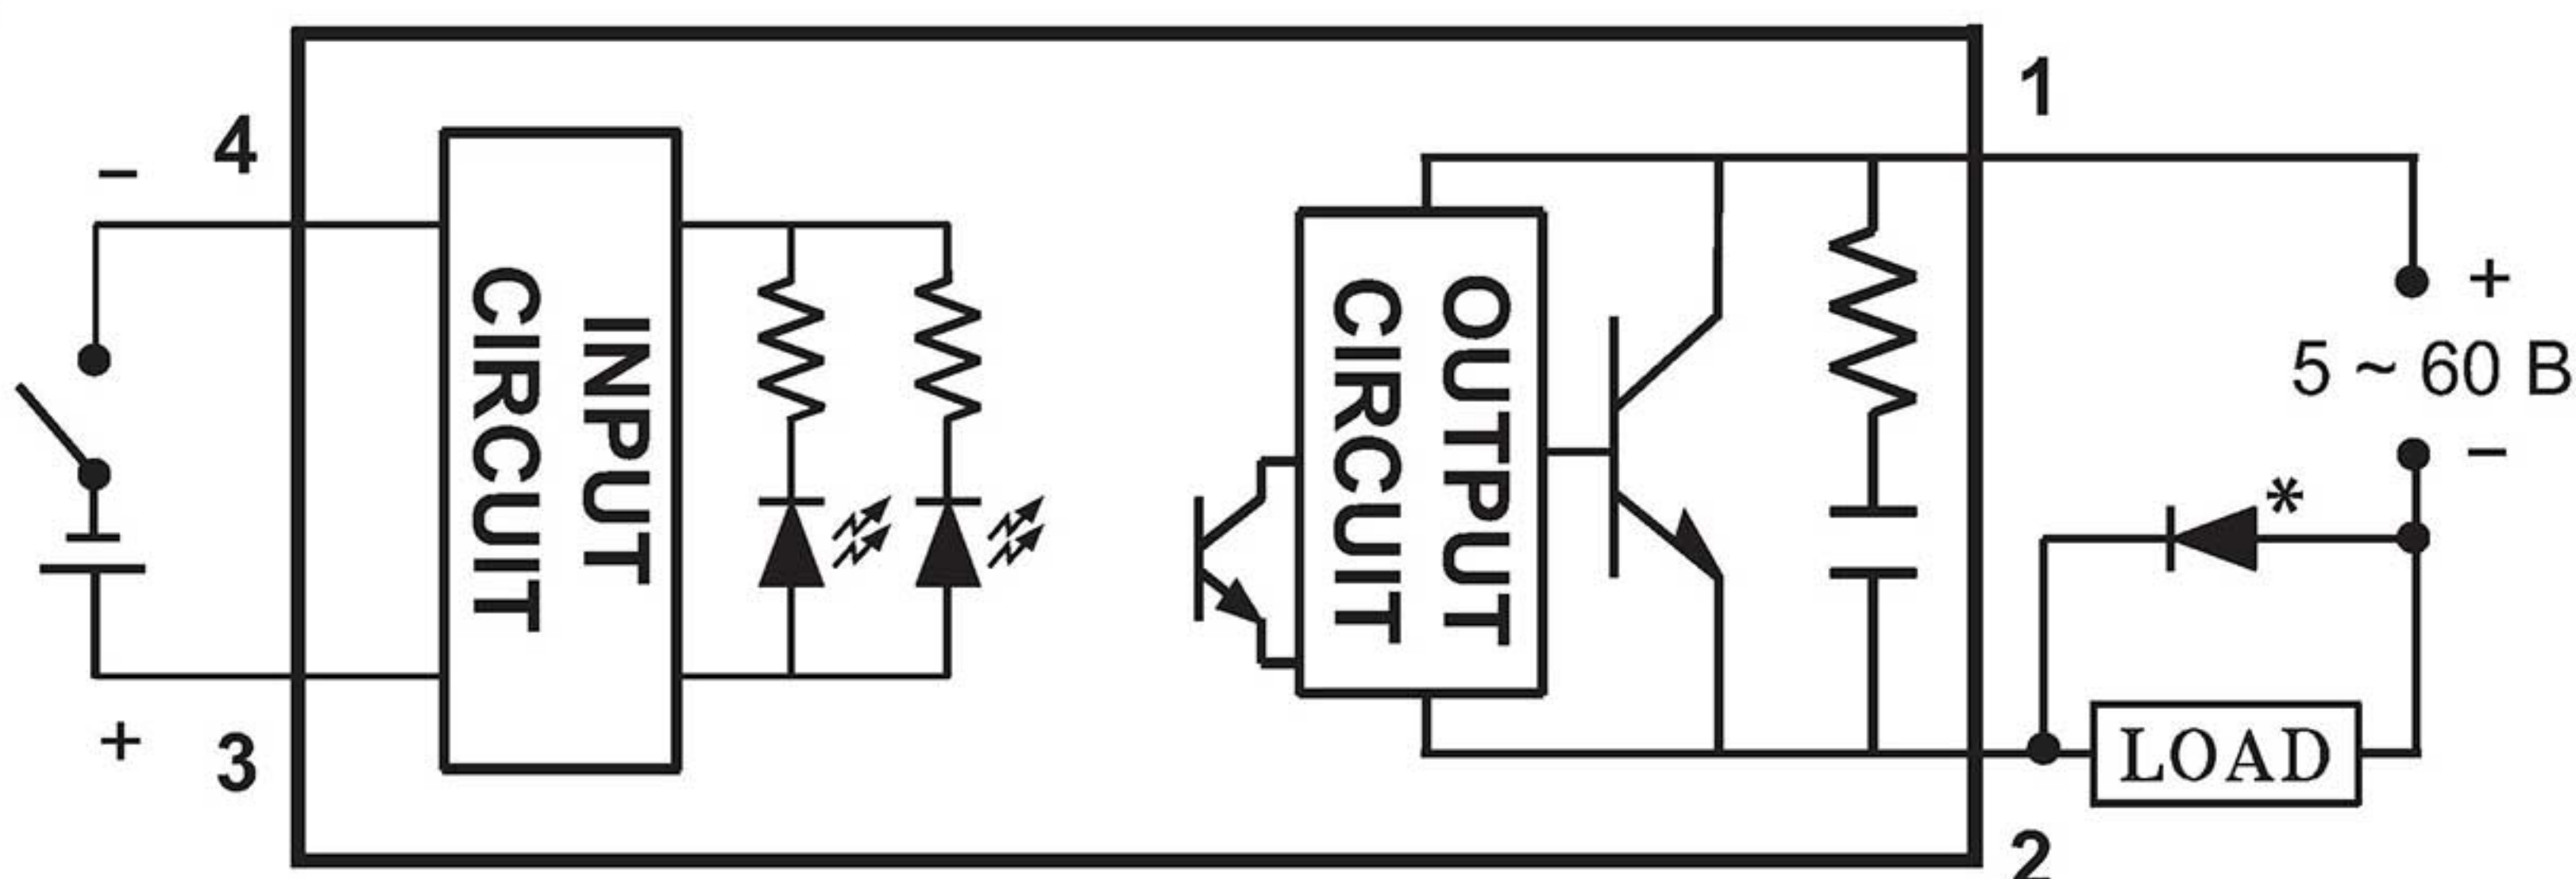 1
4
–
INPUT
CIRCUIT
OUTPUT
CIRCUIT
+
5 ~ 60 В
–
*
+
3
LOAD
2